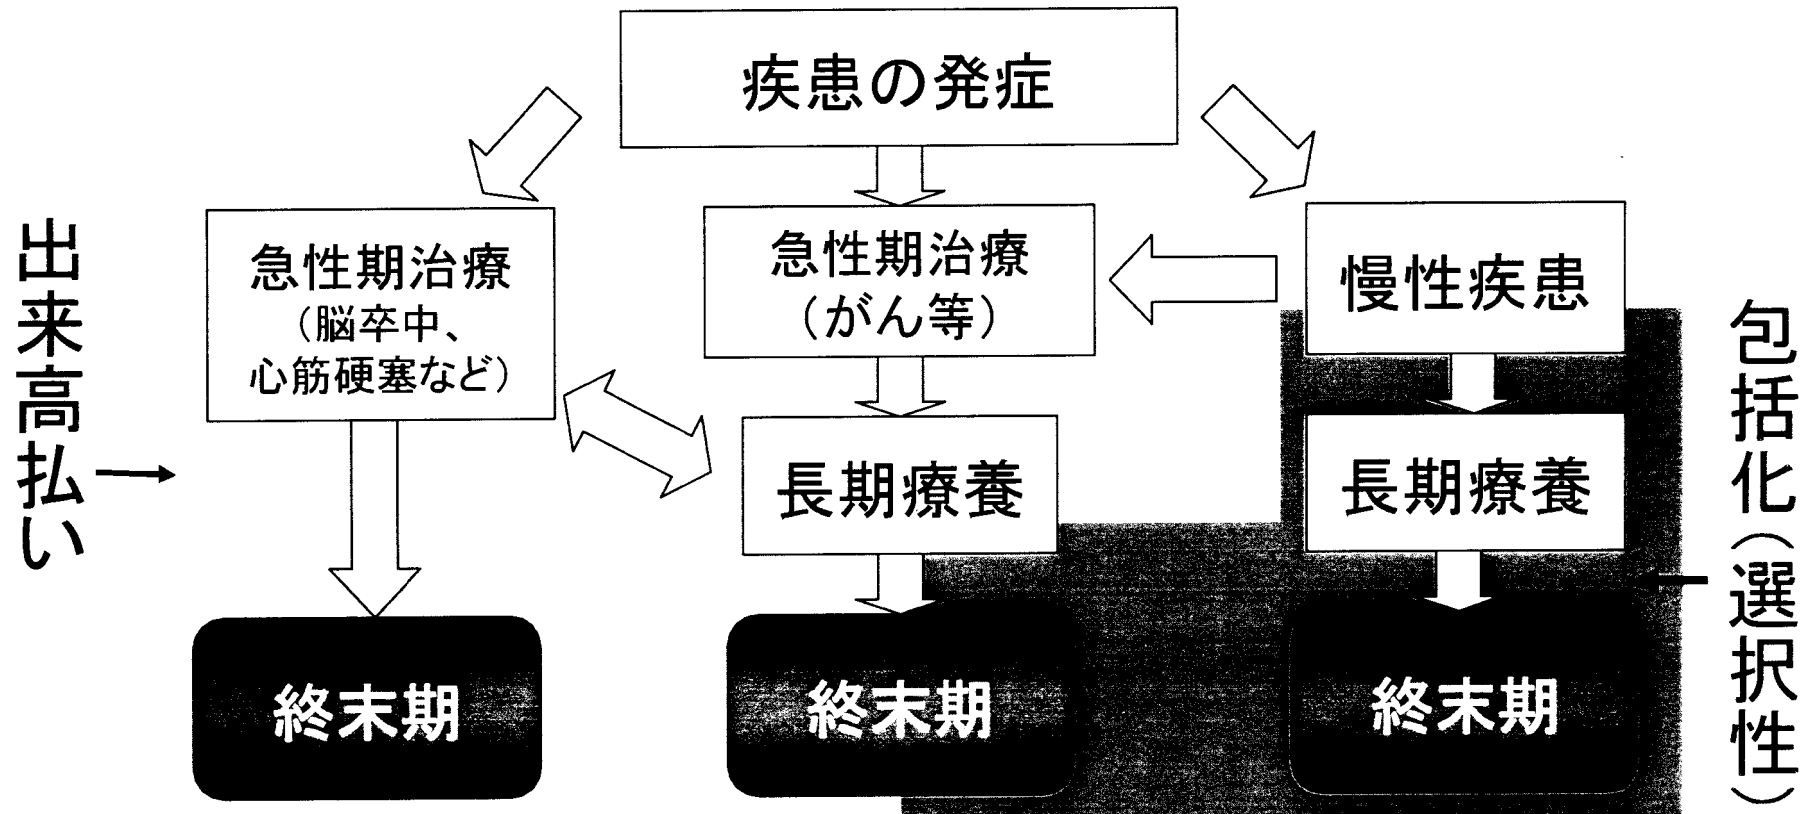 疾患の発症
出来高払い
急性期治療
(脳卒中、
心筋硬塞など)
急性期治療
(がん等)
慢性疾患
長期療養
長期療養
包括化(選択性)
終末期
終末期
終末期